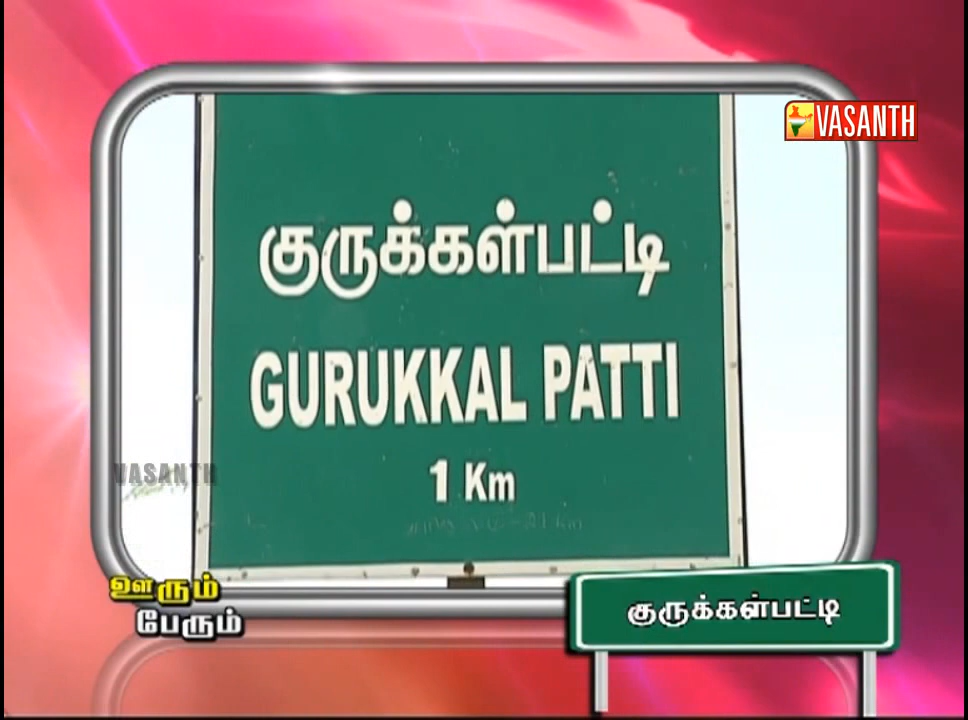 VASANTH
குருக்கள்பட்டி
GURUKKAL PATTI
1 Km
VASANTH
ஊரும்
பேரும்
குருக்கள்பட்டி